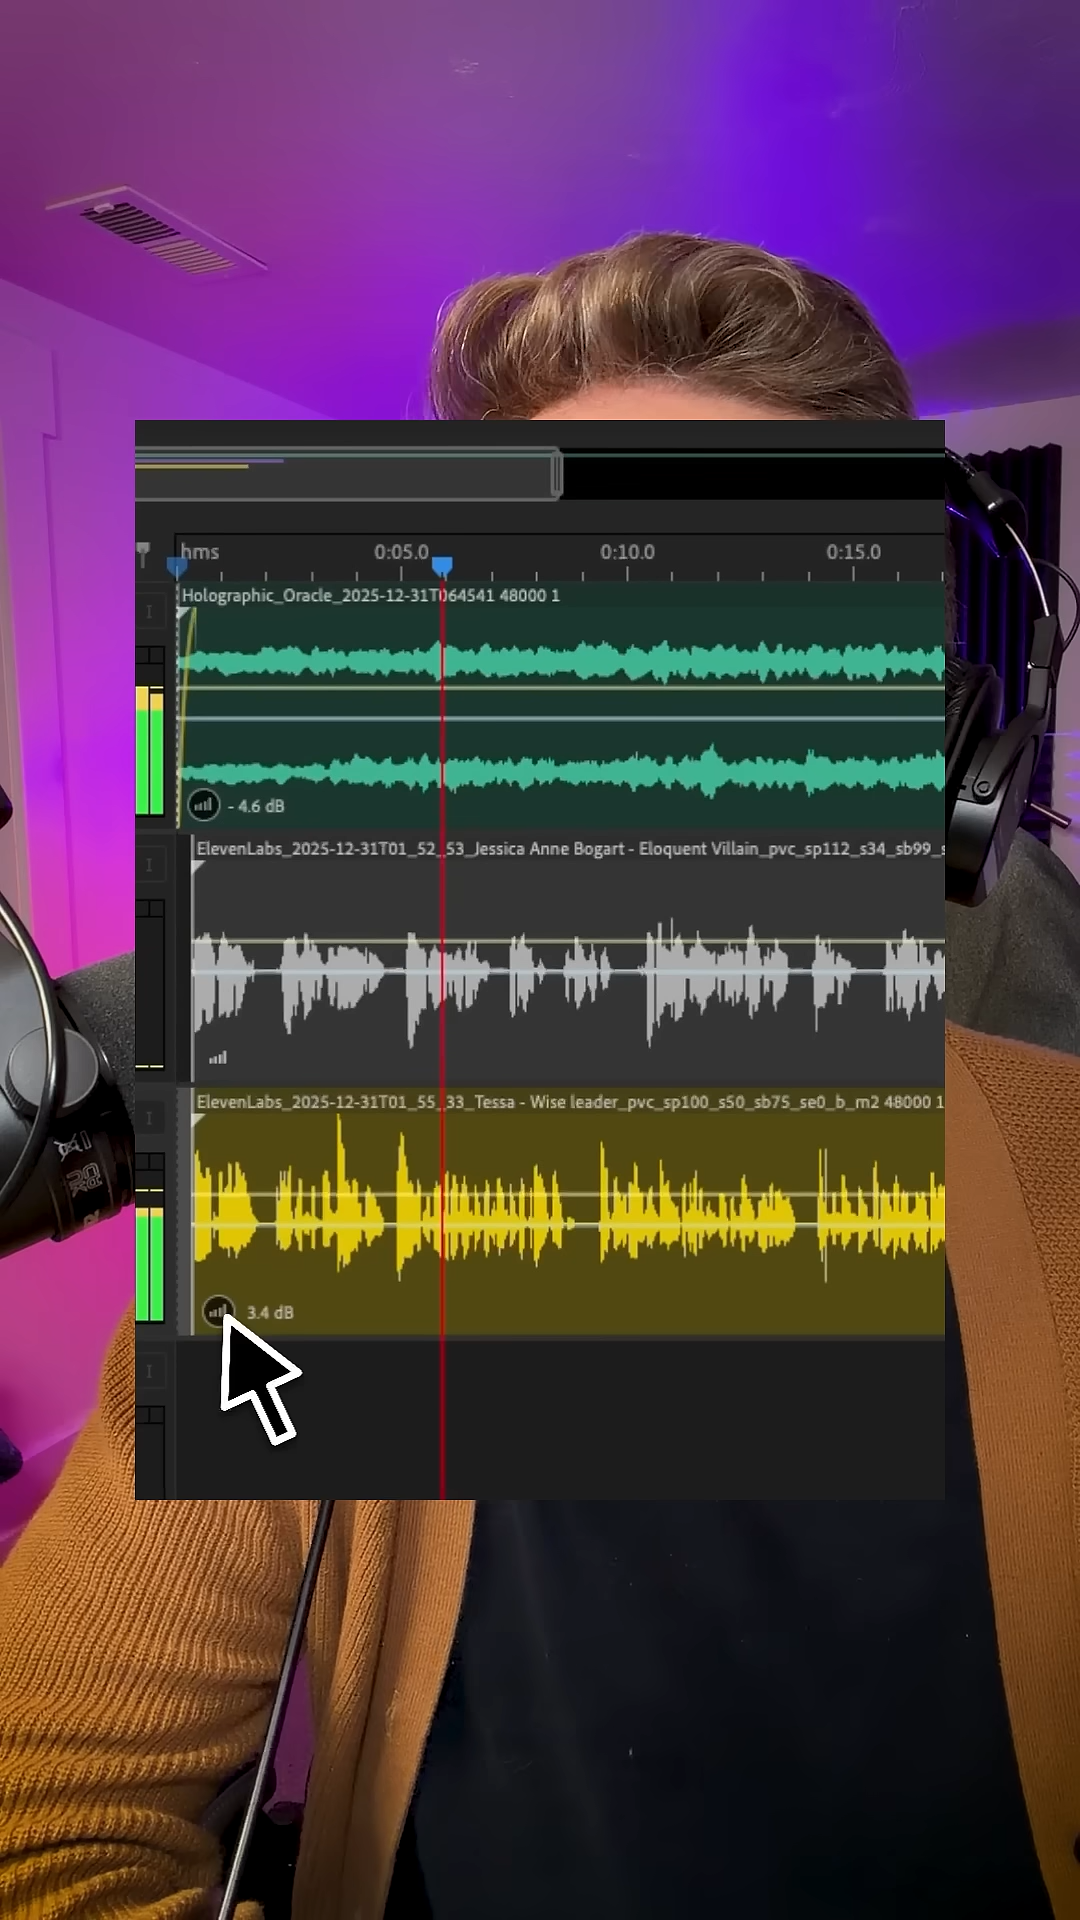 hms 0:05.0 0:10.0 0:15.0
Holographic_Oracle_2025-12-31T064541 48000 1
- 4.6 dB
ElevenLabs_2025-12-31T01_52_53_Jessica Anne Bogart - Eloquent Villain_pvc_sp112_s34_sb99_s
ElevenLabs_2025-12-31T01_55_33_Tessa - Wise leader_pvc_sp100_s50_sb75_se0_b_m2 48000 1
3.4 dB